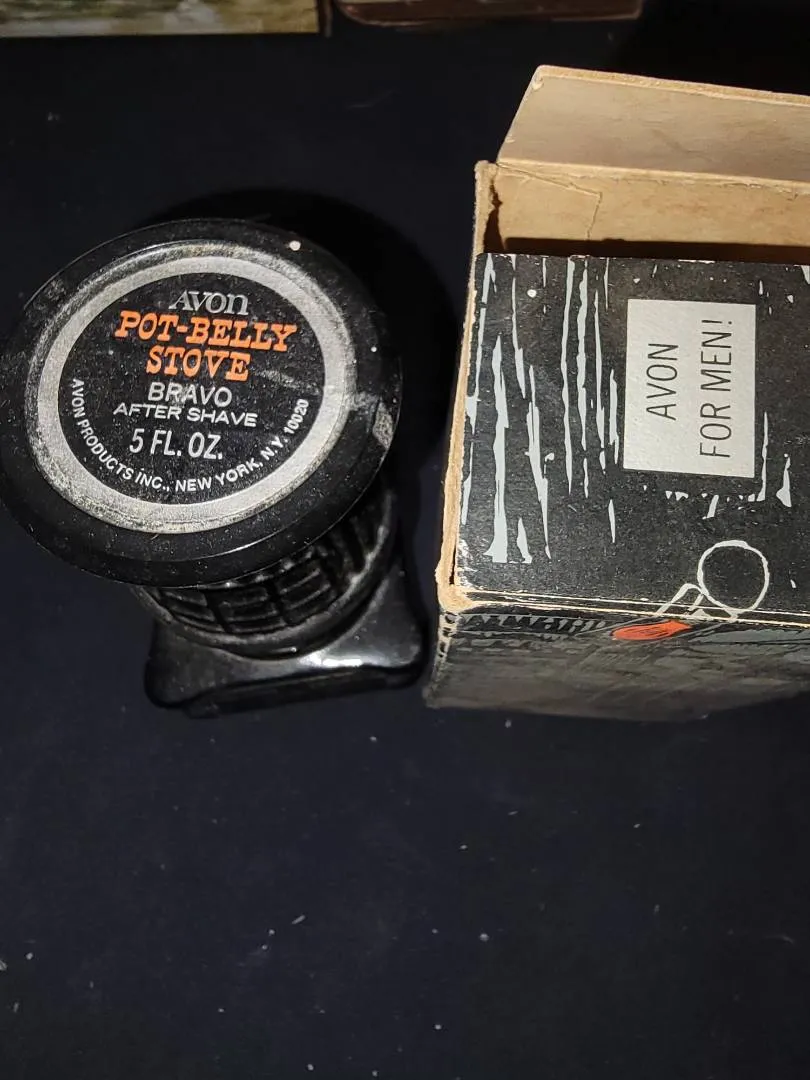 AVON
POT-BELLY
STOVE
BRAVO
AFTER SHAVE
5 FL. OZ.
AVON PRODUCTS INC., NEW YORK, N.Y. 10020
AVON
FOR MEN!